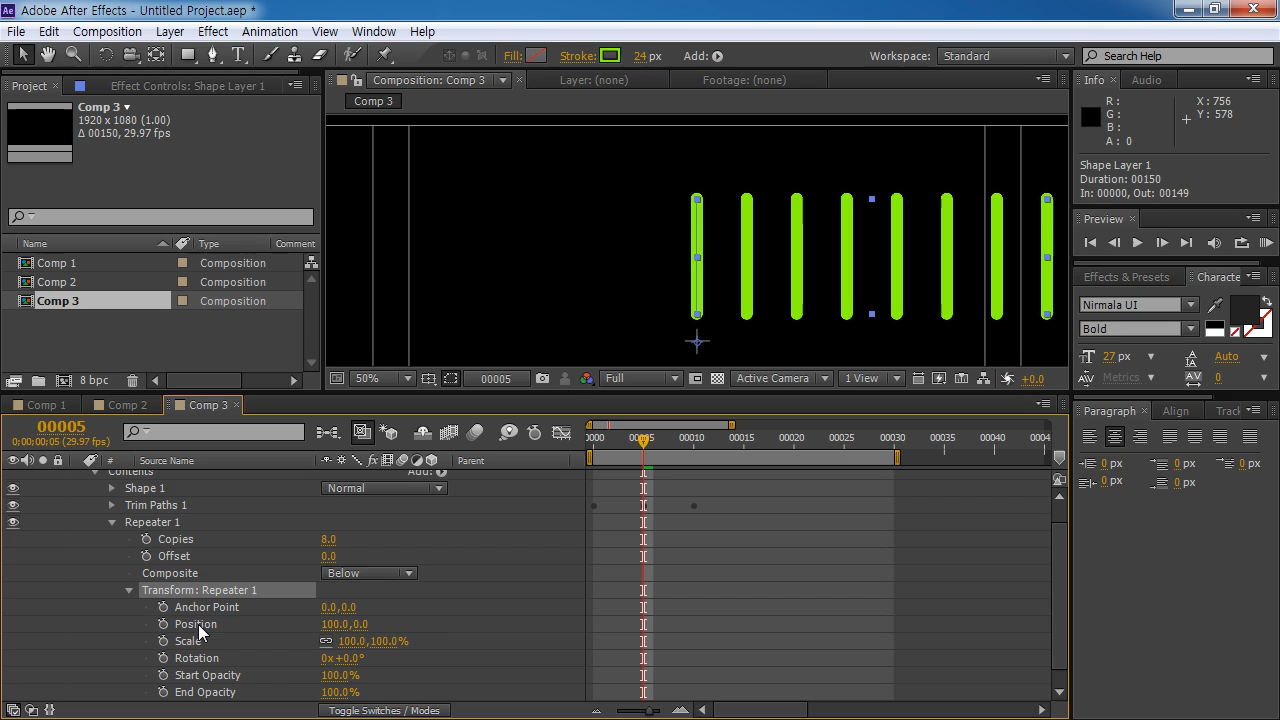 Adobe After Effects - Untitled Project.aep *
File Edit Composition Layer Effect Animation View Window Help
Fill: Stroke: 24 px Add: Workspace: Standard Search Help
Project Effect Controls: Shape Layer 1
Comp 3
1920 x 1080 (1.00)
Δ 00150, 29.97 fps
Name Type Comment
Comp 1 Composition
Comp 2 Composition
Comp 3 Composition
8 bpc
Composition: Comp 3 Layer: (none) Footage: (none)
Comp 3
50% 00005 Full Active Camera 1 View +0.0
Info Audio
R :
G :
B :
A : 0
X : 756
Y : 578
Shape Layer 1
Duration: 00150
In: 00000, Out: 00149
Preview
Effects & Presets Characte
Nirmala UI
Bold
27 px Auto
Metrics 0
Paragraph Align Track
0 px 0 px 0 px
0 px 0 px
Comp 1 Comp 2 Comp 3
00005
0;00;00;05 (29.97 fps)
0000 00005 00010 00015 00020 00025 00030 00035 00040 0004
# Source Name Parent
Contents Add:
Shape 1 Normal
Trim Paths 1
Repeater 1
Copies 8.0
Offset 0.0
Composite Below
Transform: Repeater 1
Anchor Point 0.0,0.0
Position 100.0,0.0
Scale 100.0,100.0%
Rotation 0x+0.0°
Start Opacity 100.0%
End Opacity 100.0%
Toggle Switches / Modes